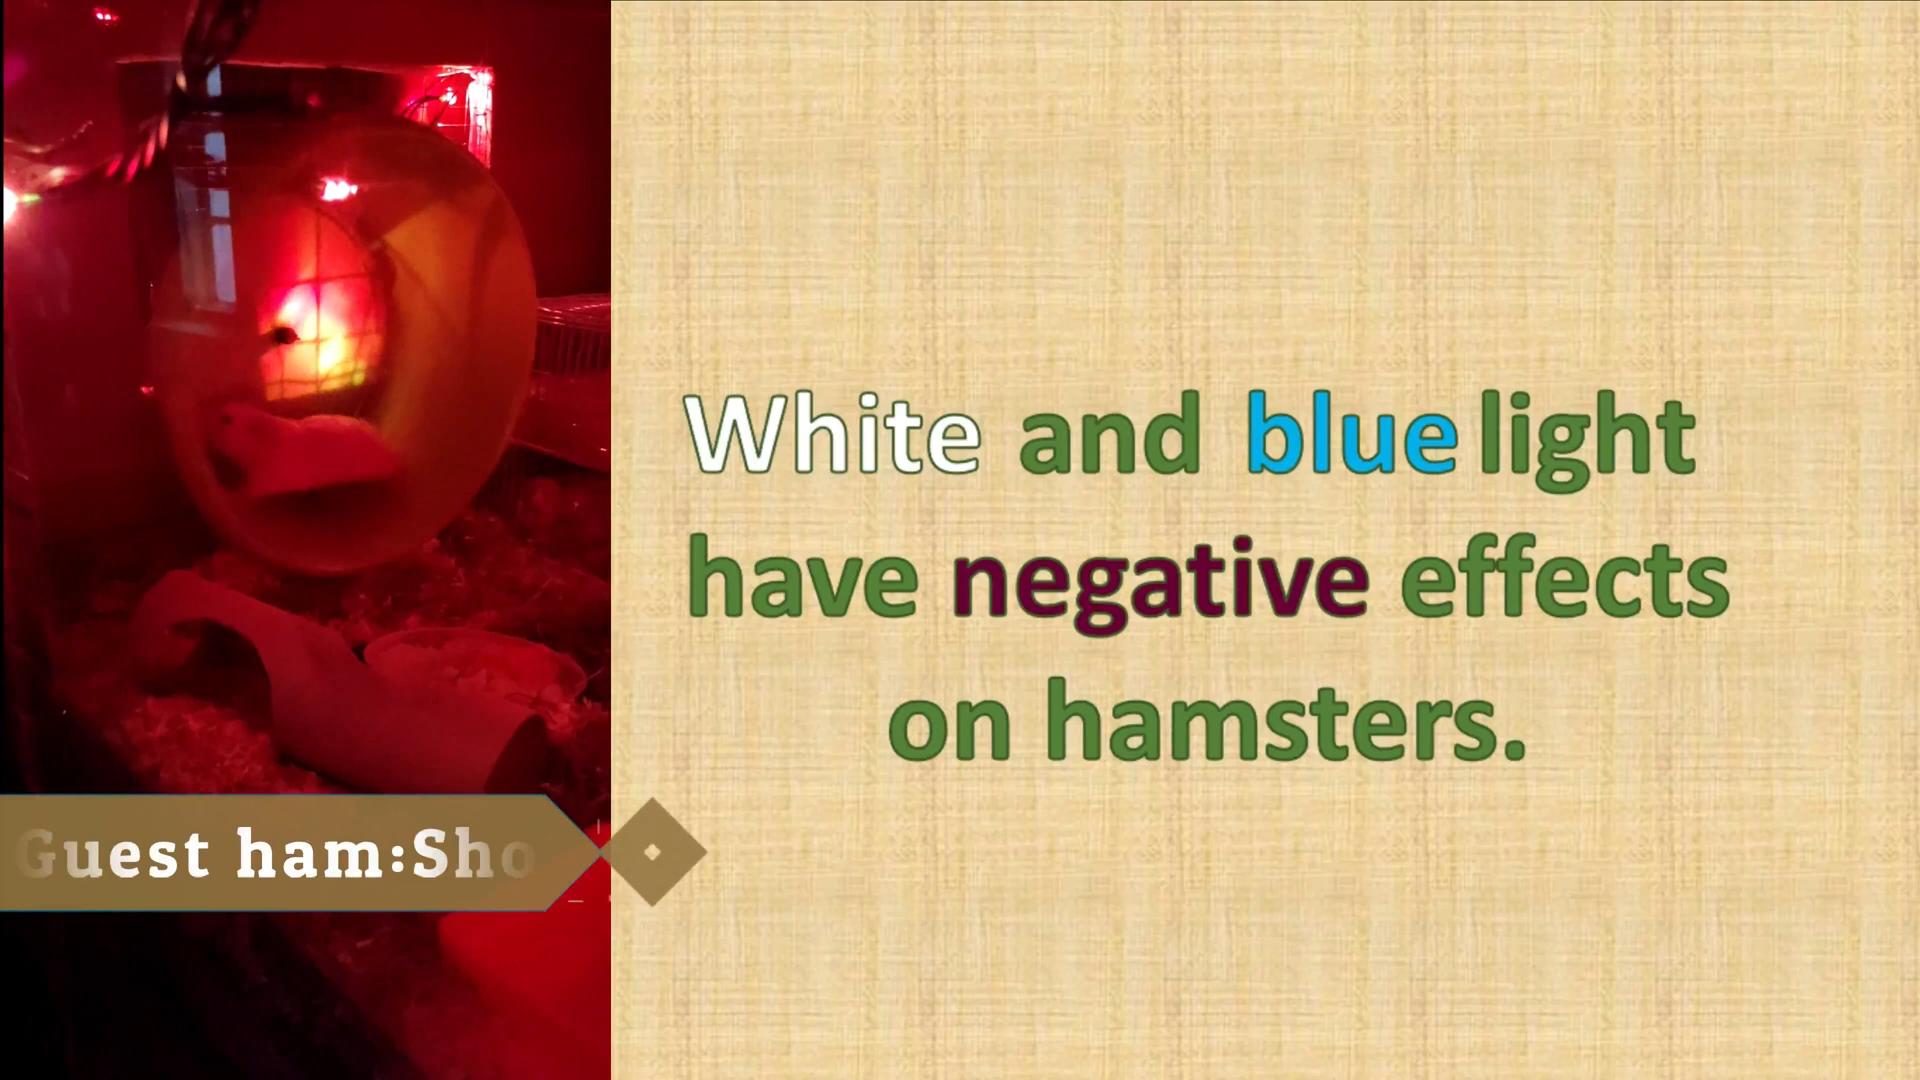 White and blue light
have negative effects
on hamsters.
Guest ham:Sho